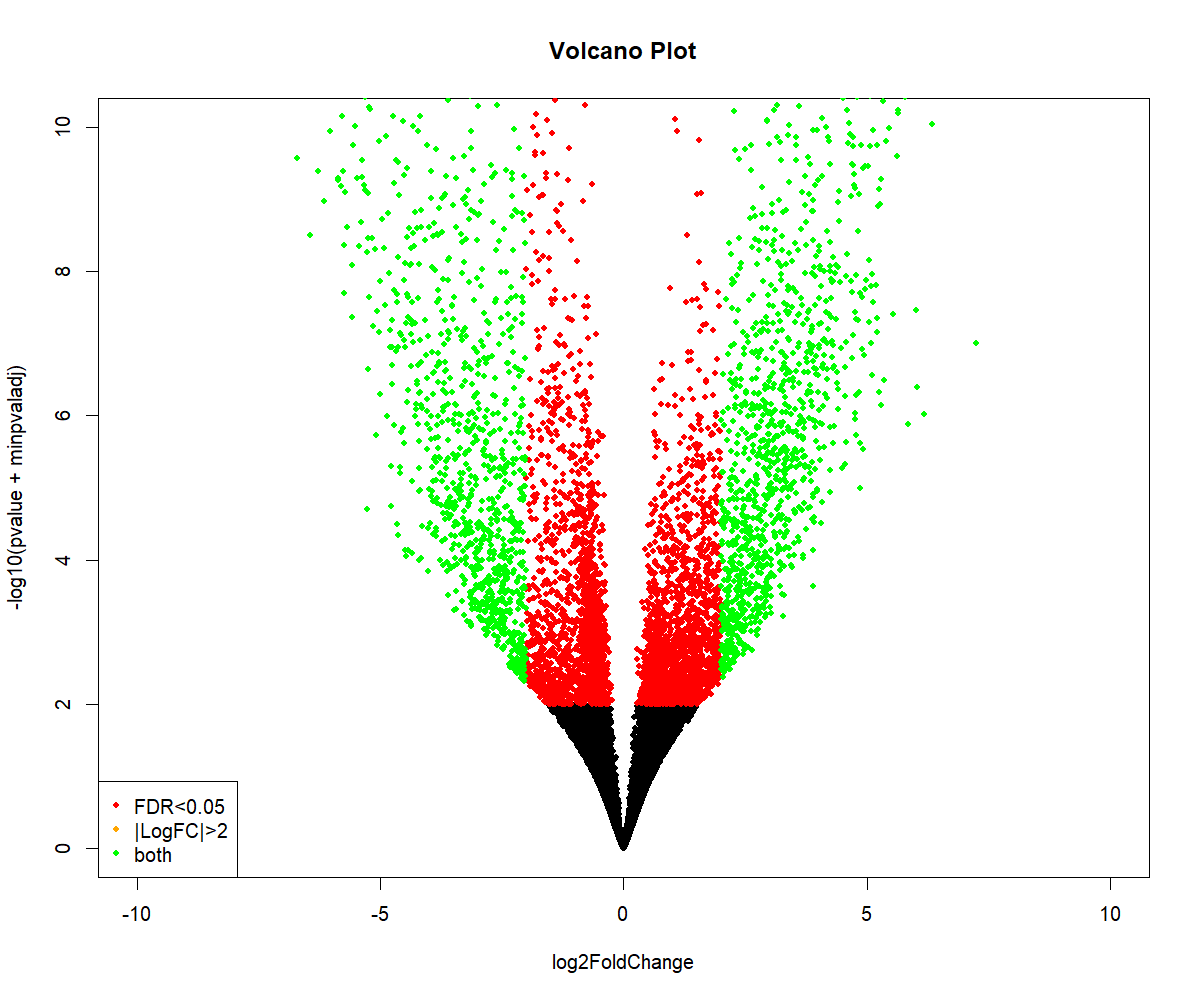 Volcano Plot
-log10(pvalue + minpvaladj)
10
8
6
4
2
0
FDR<0.05
|LogFC|>2
both
-10
-5
0
5
10
log2FoldChange